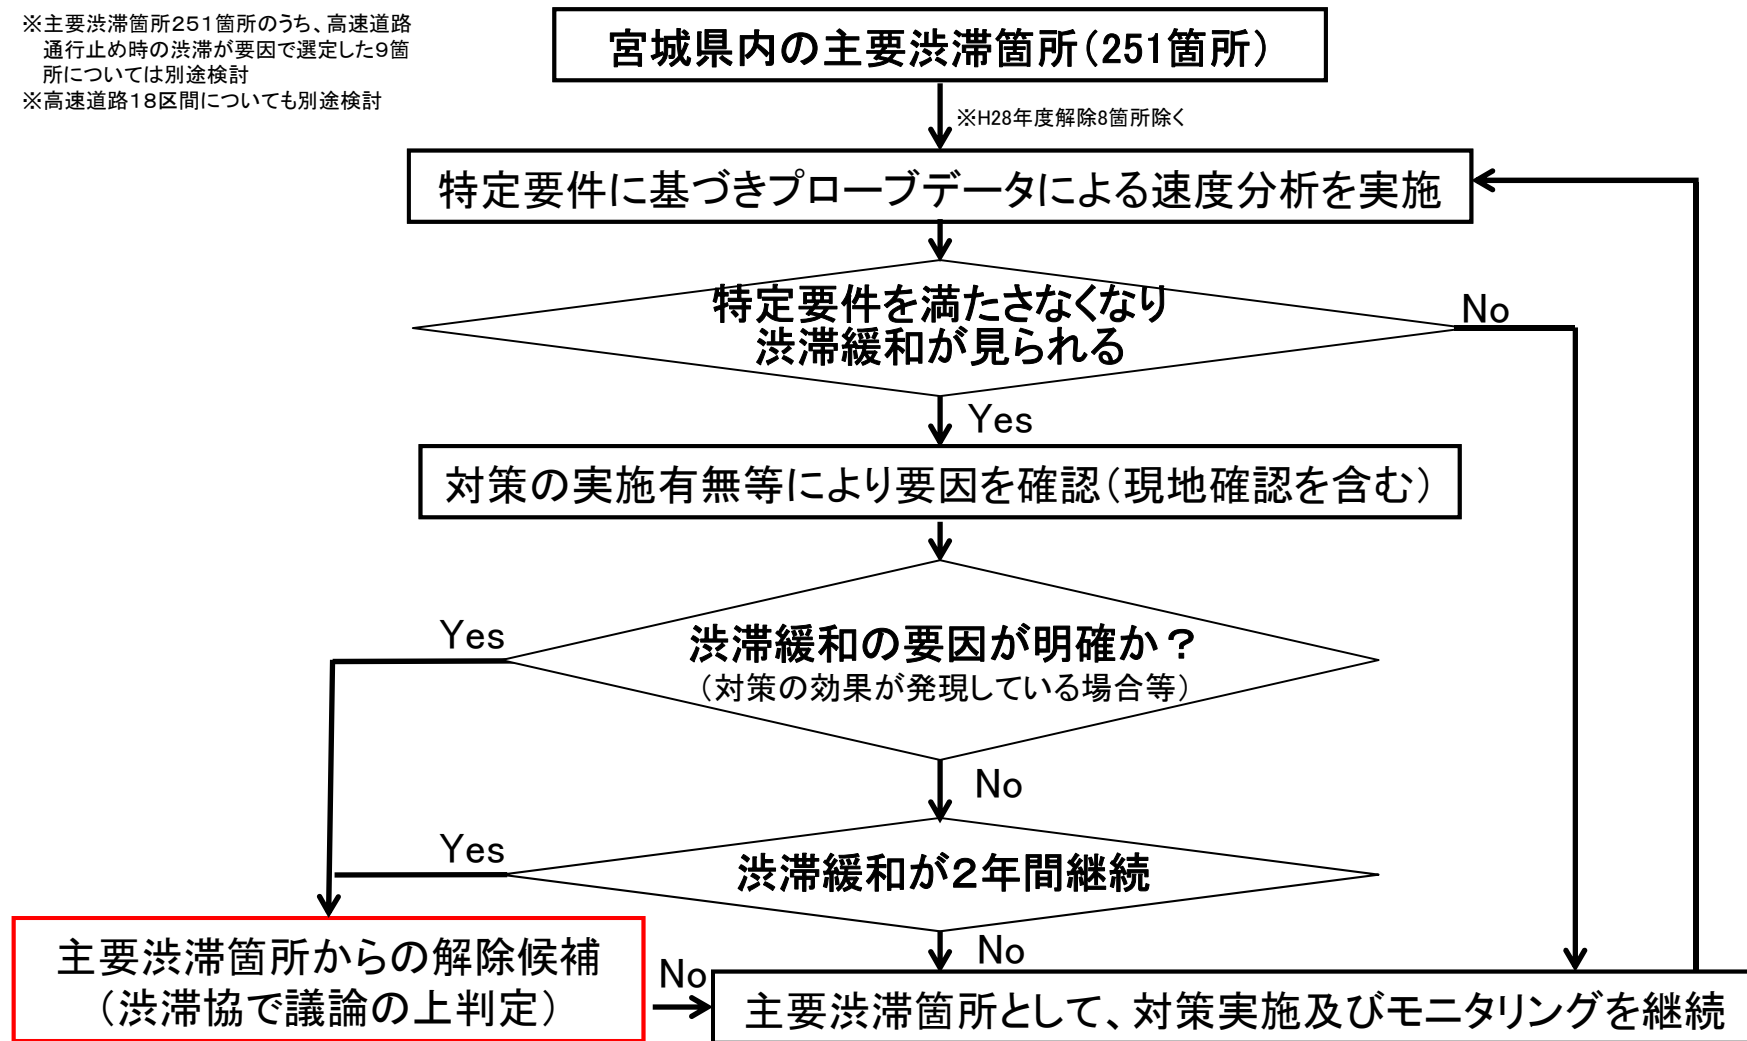 ※主要渋滞箇所251箇所のうち、高速道路
通行止め時の渋滞が要因で選定した9箇
所については別途検討
※高速道路18区間についても別途検討
宮城県内の主要渋滞箇所(251箇所)
※H28年度解除8箇所除く
特定要件に基づきプローブデータによる速度分析を実施
特定要件を満たさなくなり
渋滞緩和が見られる
No
Yes
対策の実施有無等により要因を確認(現地確認を含む)
Yes
渋滞緩和の要因が明確か?
(対策の効果が発現している場合等)
No
Yes
渋滞緩和が2年間継続
No
主要渋滞箇所からの解除候補
(渋滞協で議論の上判定)
No
主要渋滞箇所として、対策実施及びモニタリングを継続